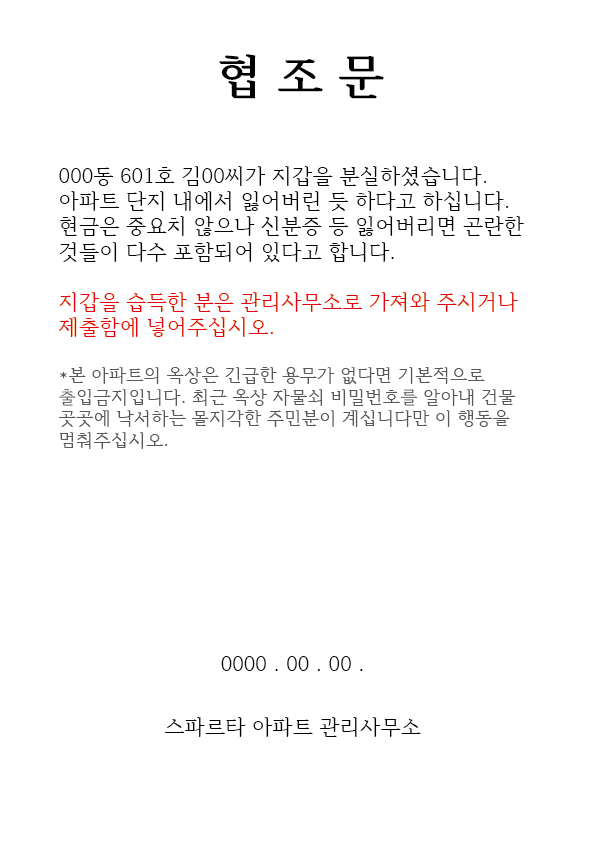 협 조 문
000동 601호 김00씨가 지갑을 분실하셨습니다.
아파트 단지 내에서 잃어버린 듯 하다고 하십니다.
현금은 중요치 않으나 신분증 등 잃어버리면 곤란한
것들이 다수 포함되어 있다고 합니다.
지갑을 습득한 분은 관리사무소로 가져와 주시거나
제출함에 넣어주십시오.
*본 아파트의 옥상은 긴급한 용무가 없다면 기본적으로
출입금지입니다. 최근 옥상 자물쇠 비밀번호를 알아내 건물
곳곳에 낙서하는 몰지각한 주민분이 계십니다만 이 행동을
멈춰주십시오.
0000 . 00 . 00 .
스파르타 아파트 관리사무소